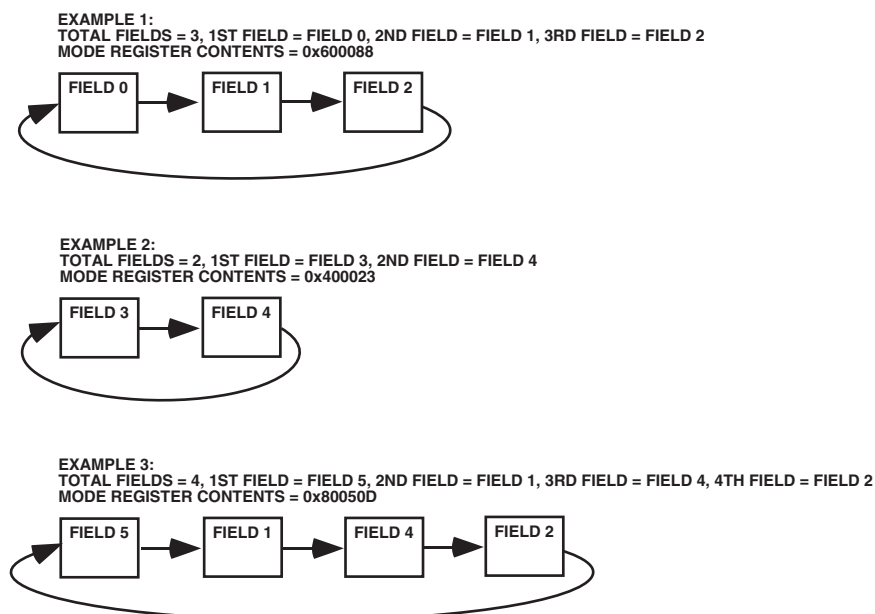 EXAMPLE 1:
TOTAL FIELDS = 3, 1ST FIELD = FIELD 0, 2ND FIELD = FIELD 1, 3RD FIELD = FIELD 2
MODE REGISTER CONTENTS = 0x600088
FIELD 0
FIELD 1
FIELD 2
EXAMPLE 2:
TOTAL FIELDS = 2, 1ST FIELD = FIELD 3, 2ND FIELD = FIELD 4
MODE REGISTER CONTENTS = 0x400023
FIELD 3
FIELD 4
EXAMPLE 3:
TOTAL FIELDS = 4, 1ST FIELD = FIELD 5, 2ND FIELD = FIELD 1, 3RD FIELD = FIELD 4, 4TH FIELD = FIELD 2
MODE REGISTER CONTENTS = 0x80050D
FIELD 5
FIELD 1
FIELD 4
FIELD 2